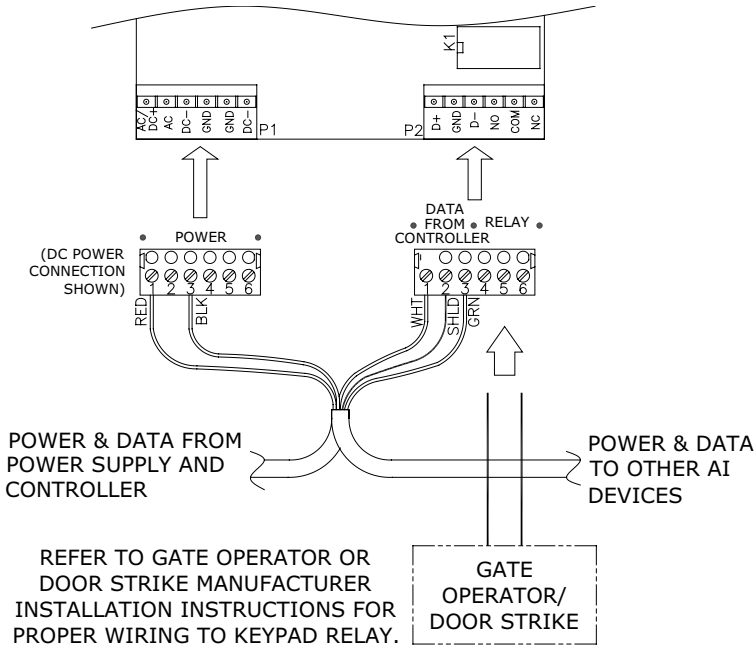 K1
AC/
DC+
AC
DC-
GND
GND
DC-
P1
P2
D+
GND
D-
NO
COM
NC
POWER
(DC POWER
CONNECTION
SHOWN)
1 2 3 4 5 6
RED
BLK
DATA
FROM
CONTROLLER
RELAY
1 2 3 4 5 6
WHT
SHLD
GRN
POWER & DATA FROM
POWER SUPPLY AND
CONTROLLER
POWER & DATA
TO OTHER AI
DEVICES
REFER TO GATE OPERATOR OR
DOOR STRIKE MANUFACTURER
INSTALLATION INSTRUCTIONS FOR
PROPER WIRING TO KEYPAD RELAY.
GATE
OPERATOR/
DOOR STRIKE